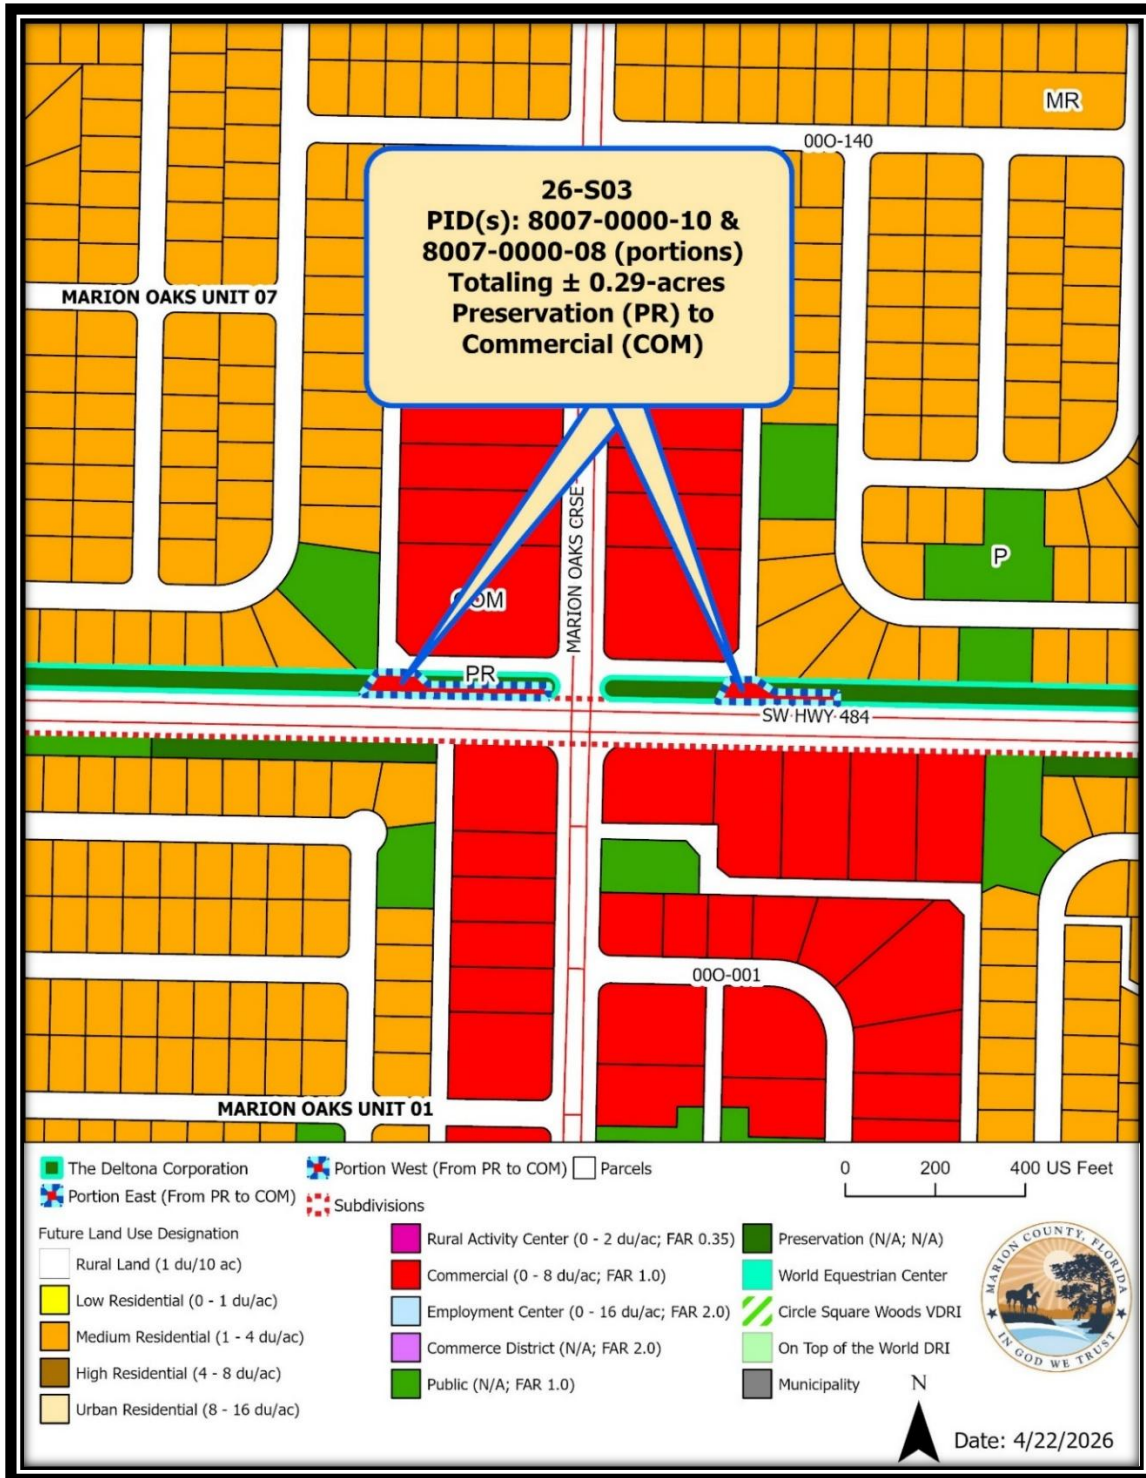 MR
00O-140
26-S03
PID(s): 8007-0000-10 &
8007-0000-08 (portions)
Totaling ± 0.29-acres
Preservation (PR) to
Commercial (COM)
MARION OAKS UNIT 07
MARION OAKS CRSE
P
COM
PR
SW HWY 484
00O-001
MARION OAKS UNIT 01
The Deltona Corporation
Portion West (From PR to COM)
Parcels
Portion East (From PR to COM)
Subdivisions
0 200 400 US Feet
Future Land Use Designation
Rural Land (1 du/10 ac)
Low Residential (0 - 1 du/ac)
Medium Residential (1 - 4 du/ac)
High Residential (4 - 8 du/ac)
Urban Residential (8 - 16 du/ac)
Rural Activity Center (0 - 2 du/ac; FAR 0.35)
Commercial (0 - 8 du/ac; FAR 1.0)
Employment Center (0 - 16 du/ac; FAR 2.0)
Commerce District (N/A; FAR 2.0)
Public (N/A; FAR 1.0)
Preservation (N/A; N/A)
World Equestrian Center
Circle Square Woods VDRI
On Top of the World DRI
Municipality
MARION COUNTY, FLORIDA
IN GOD WE TRUST
N
Date: 4/22/2026